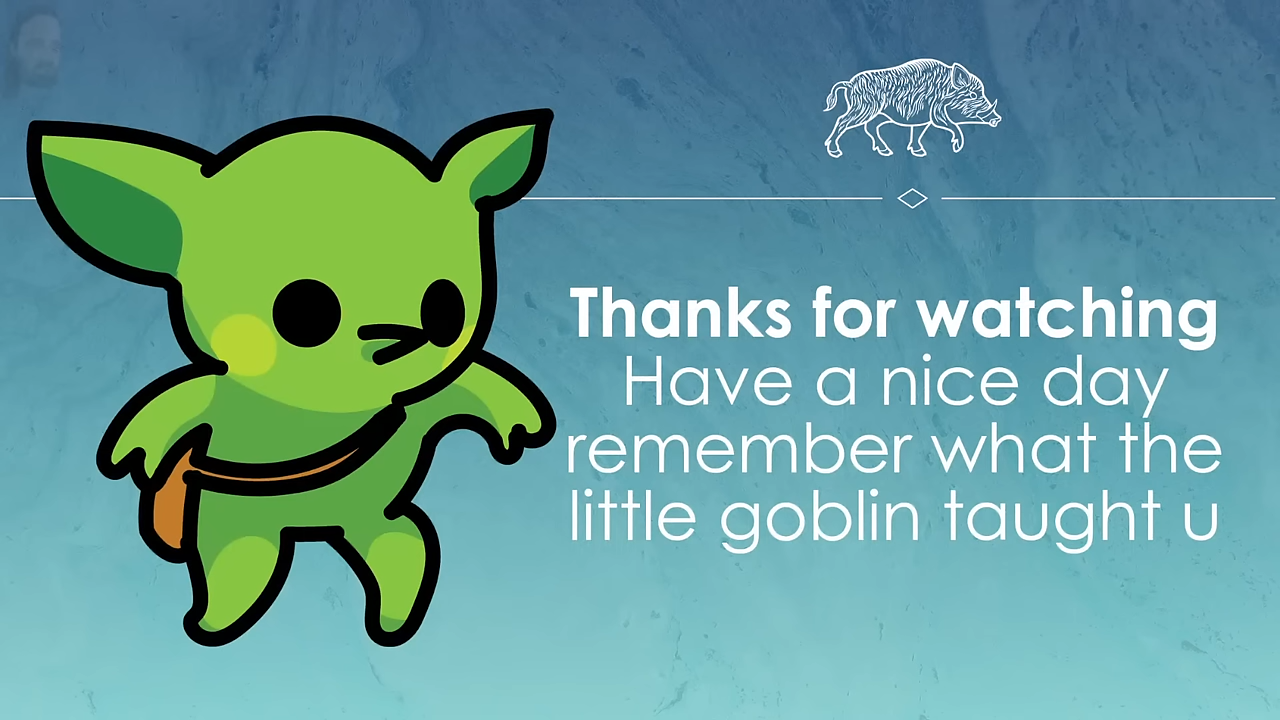 Thanks for watching
Have a nice day
remember what the
little goblin taught u